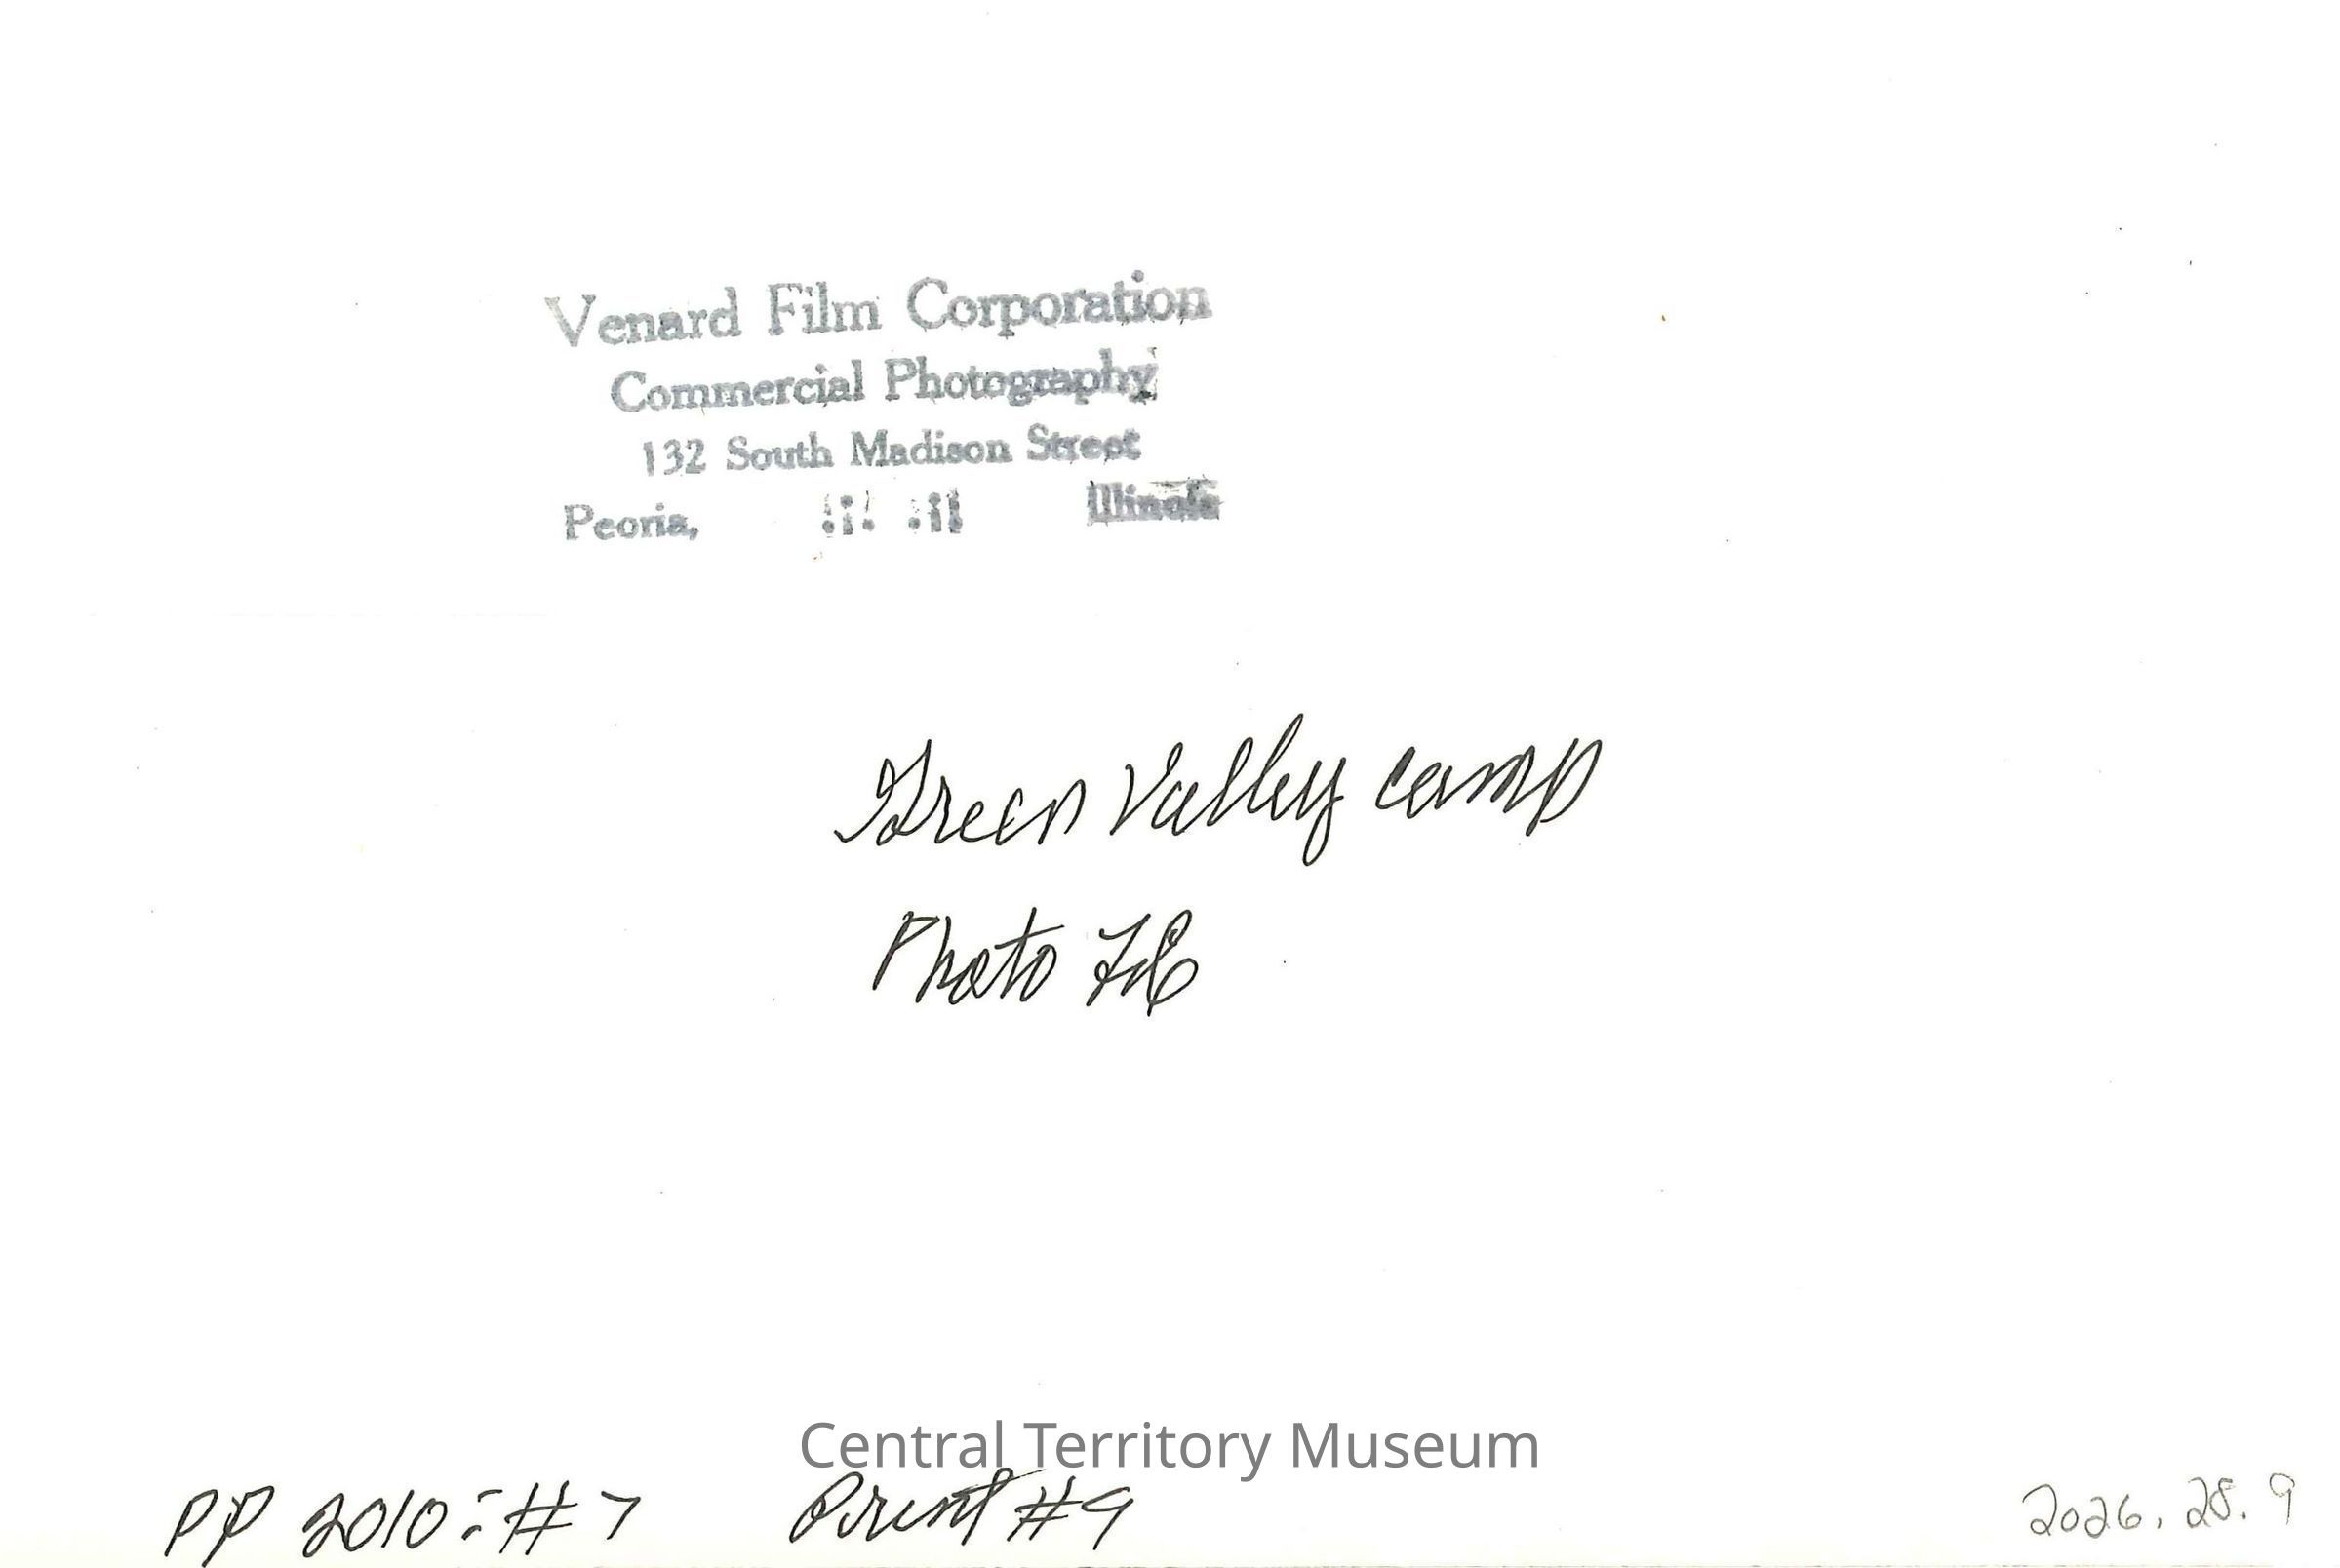 Venard Film Corporation
Commercial Photography
132 South Madison Street
Peoria, Illinois
Green Valley camp
Photo
Central Territory Museum
PP 2010:#7 Print #9
2026.28.9